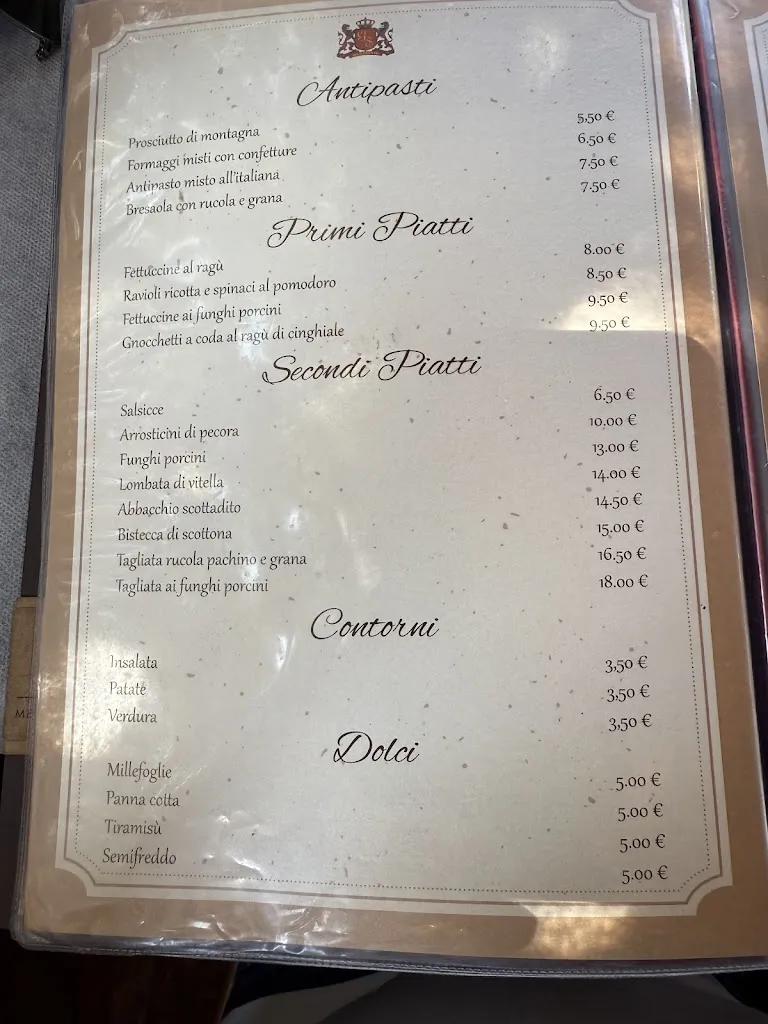 Antipasti
Prosciutto di montagna 5,50 €
Formaggi misti con confetture 6.50 €
Antipasto misto all'italiana 7.50 €
Bresaola con rucola e grana 7.50 €
Primi Piatti
Fettuccine al ragù 8.00 €
Ravioli ricotta e spinaci al pomodoro 8.50 €
Fettuccine ai funghi porcini 9.50 €
Gnocchetti a coda al ragù di cinghiale 9.50 €
Secondi Piatti
Salsicce 6.50 €
Arrosticini di pecora 10.00 €
Funghi porcini 13.00 €
Lombata di vitella 14.00 €
Abbacchio scottadito 14.50 €
Bistecca di scottona 15.00 €
Tagliata rucola pachino e grana 16.50 €
Tagliata ai funghi porcini 18.00 €
Contorni
Insalata 3,50 €
Patate 3,50 €
Verdura 3,50 €
Dolci
Millefoglie 5.00 €
Panna cotta 5.00 €
Tiramisù 5.00 €
Semifreddo 5.00 €